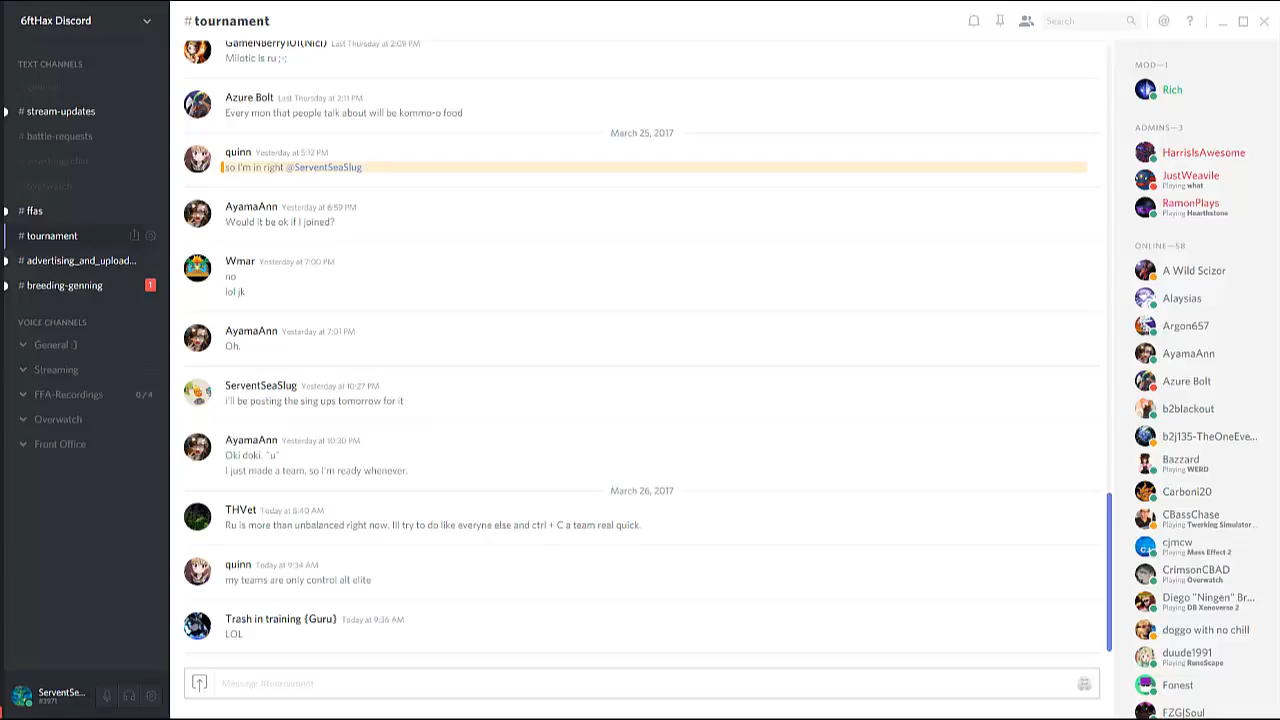 6ftHax Discord
TEXT CHANNELS
# general
# stream-updates
# battle-requests
# overwatch
# ffas
# tournament
# advertising_and_upload...
# breeding-genning
1
VOICE CHANNELS
General :)
Streaming
FFA-Recordings
0/4
Overwatch
Front Office
ServentSe...
#3971
#tournament
Search
GameNBerry101(Nici) Last Thursday at 2:09 PM
Milotic is ru ;-;
Azure Bolt Last Thursday at 2:11 PM
Every mon that people talk about will be kommo-o food
March 25, 2017
quinn Yesterday at 5:12 PM
so I'm in right @ServentSeaSlug
AyamaAnn Yesterday at 6:59 PM
Would it be ok if I joined?
Wmar Yesterday at 7:00 PM
no
lol jk
AyamaAnn Yesterday at 7:01 PM
Oh.
ServentSeaSlug Yesterday at 10:27 PM
i'll be posting the sing ups tomorrow for it
AyamaAnn Yesterday at 10:30 PM
Oki doki. ^u^
I just made a team, so I'm ready whenever.
March 26, 2017
THVet Today at 8:40 AM
Ru is more than unbalanced right now. Ill try to do like everyne else and ctrl + C a team real quick.
quinn Today at 9:34 AM
my teams are only control alt elite
Trash in training {Guru} Today at 9:36 AM
LOL
Message #tournament
MOD—1
Rich
ADMINS—3
HarrisIsAwesome
JustWeavile
Playing what
RamonPlays
Playing Hearthstone
ONLINE—58
A Wild Scizor
Alaysias
Argon657
AyamaAnn
Azure Bolt
b2blackout
b2j135-TheOneEve...
Bazzard
Playing WERD
Carboni20
CBassChase
Playing Twerking Simulator ...
cjmcw
Playing Mass Effect 2
CrimsonCBAD
Playing Overwatch
Diego "Ningen" Br...
Playing DB Xenoverse 2
doggo with no chill
duude1991
Playing RuneScape
Fonest
FZG|Soul